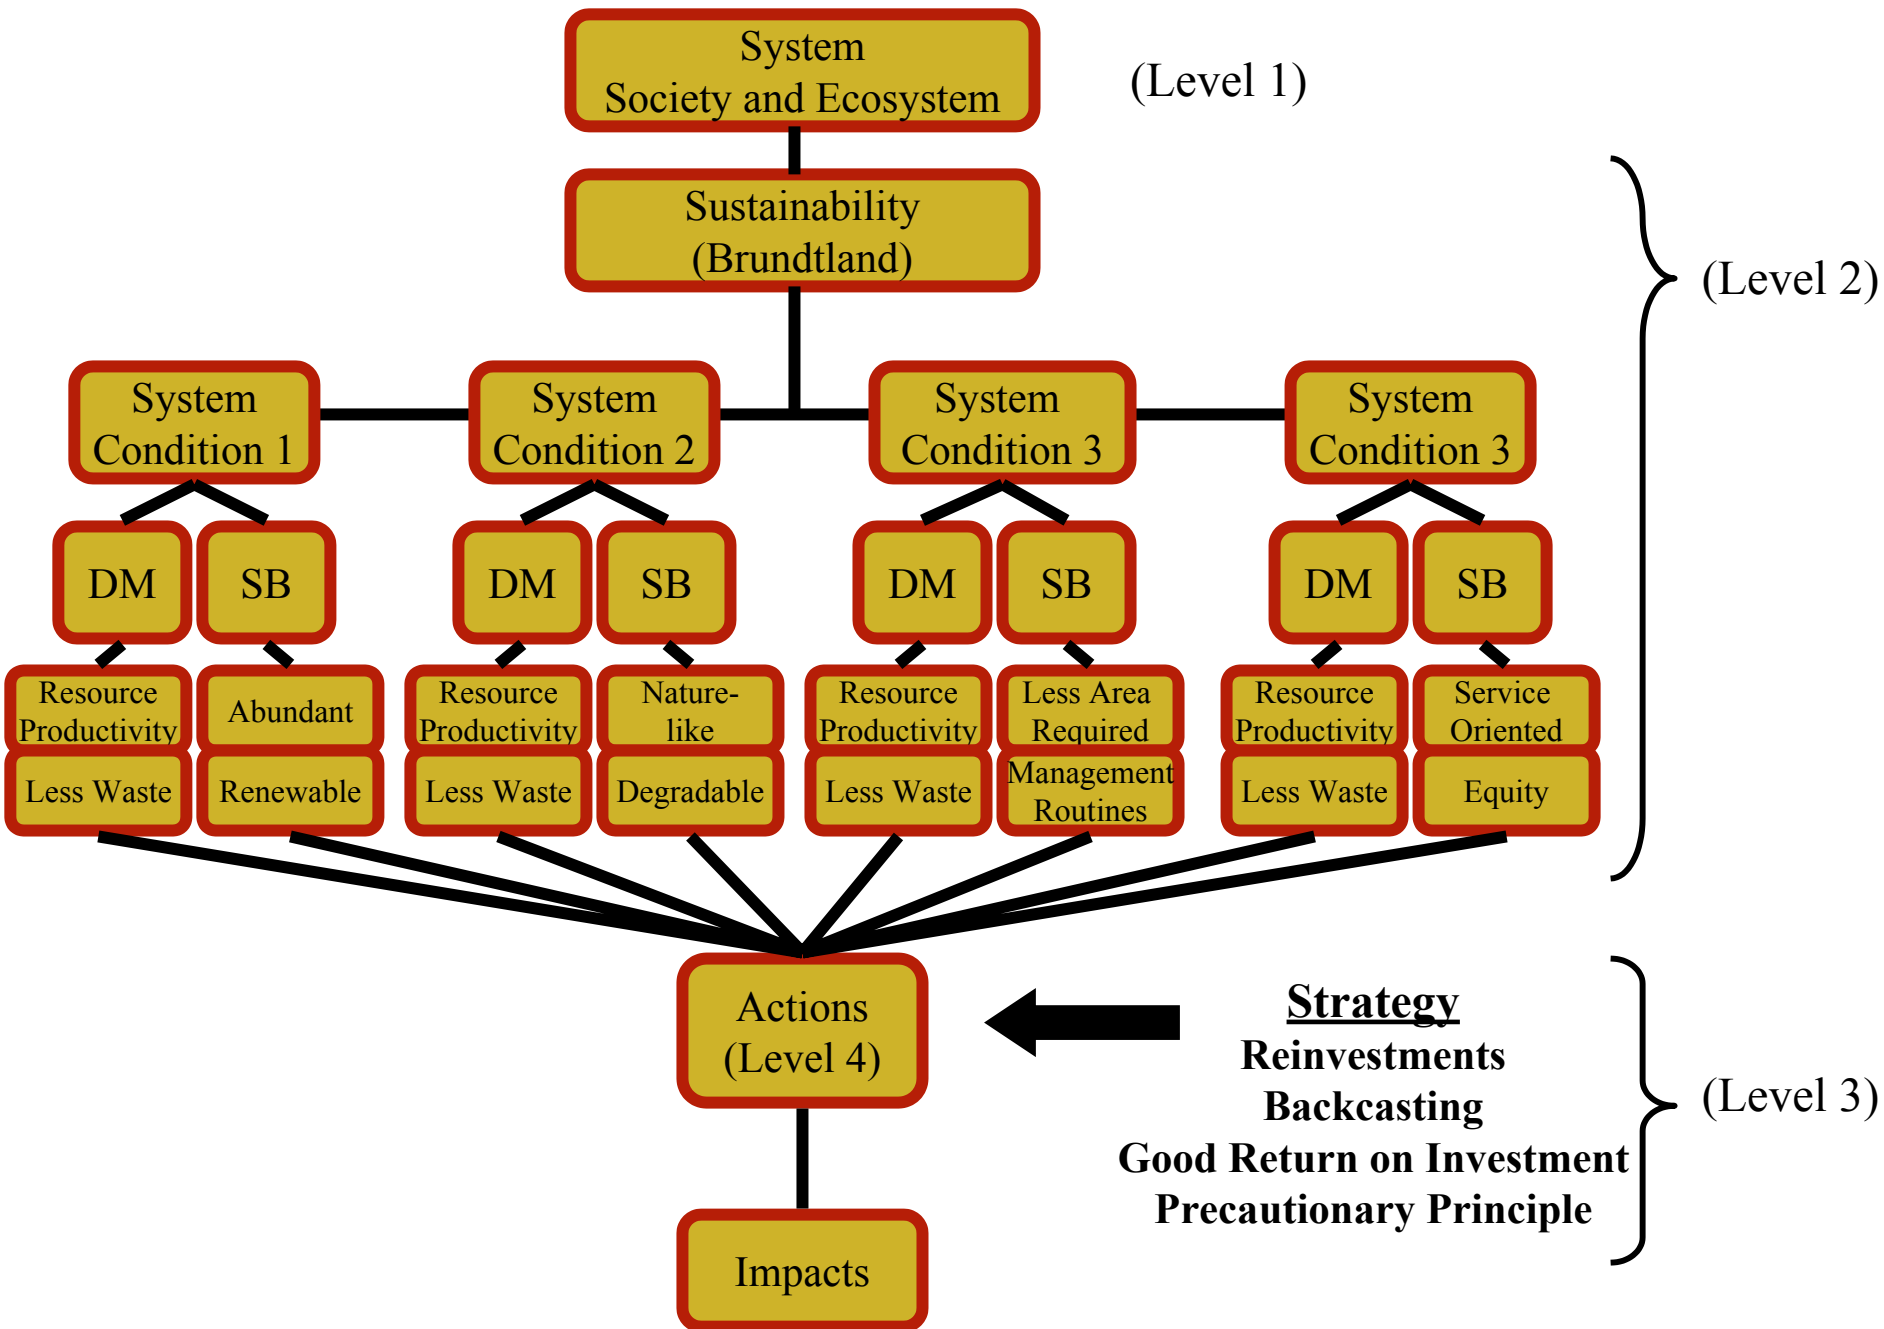 System
Society and Ecosystem
(Level 1)
Sustainability
(Brundtland)
(Level 2)
System
Condition 1
System
Condition 2
System
Condition 3
System
Condition 3
DM
SB
DM
SB
DM
SB
DM
SB
Resource
Productivity
Abundant
Resource
Productivity
Nature-
like
Resource
Productivity
Less Area
Required
Resource
Productivity
Service
Oriented
Less Waste
Renewable
Less Waste
Degradable
Less Waste
Management
Routines
Less Waste
Equity
Actions
(Level 4)
Strategy
Reinvestments
Backcasting
Good Return on Investment
Precautionary Principle
(Level 3)
Impacts